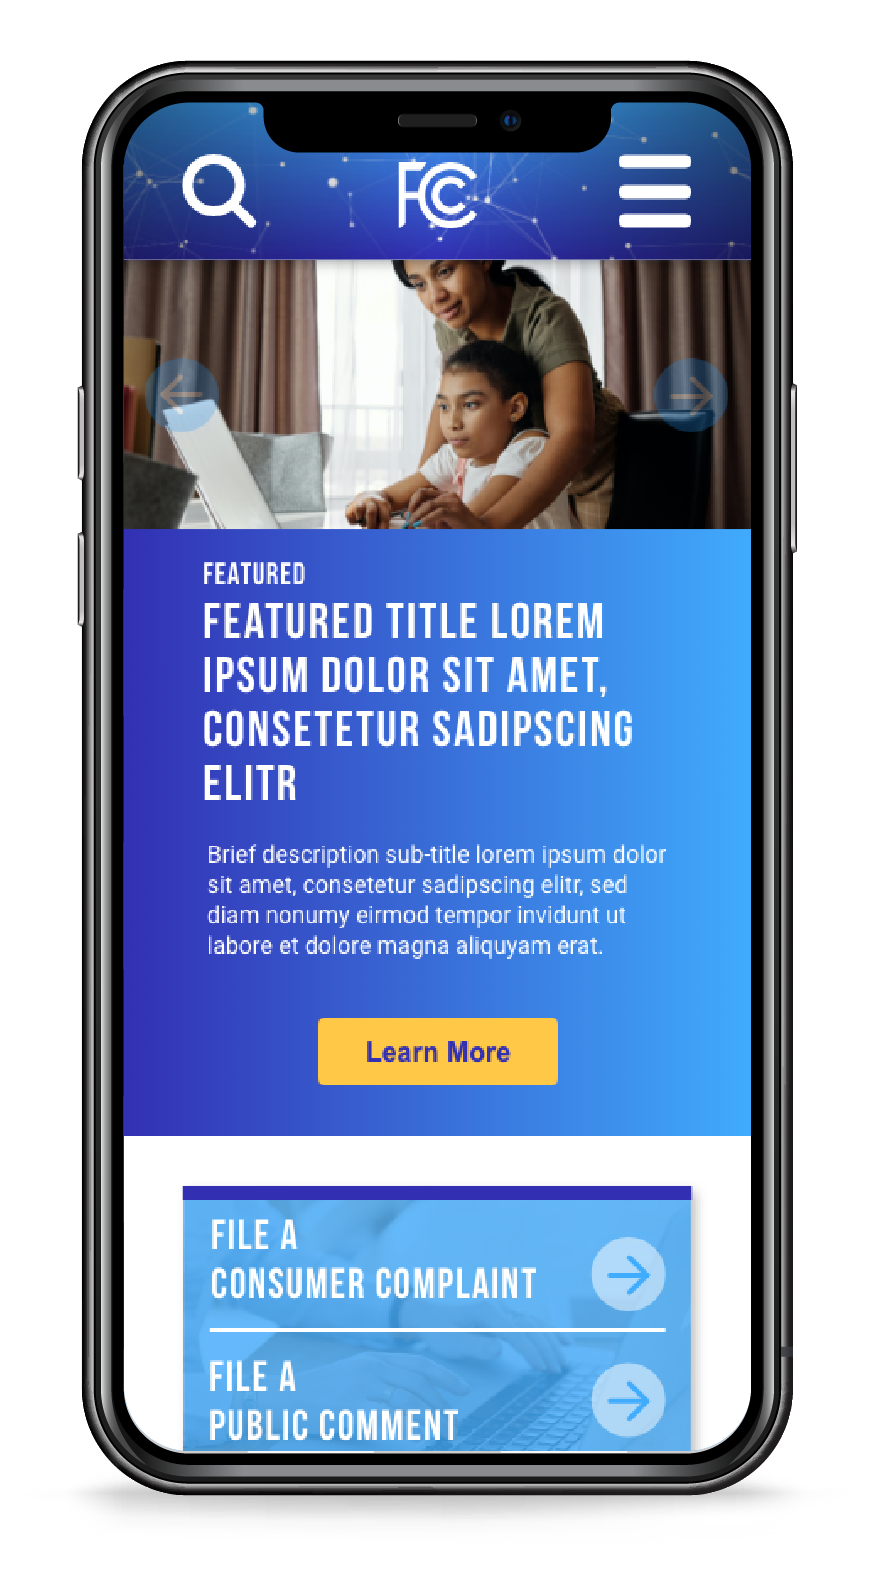 FCC
FEATURED
FEATURED TITLE LOREM
IPSUM DOLOR SIT AMET,
CONSETETUR SADIPSCING
ELITR
Brief description sub-title lorem ipsum dolor
sit amet, consetetur sadipscing elitr, sed
diam nonumy eirmod tempor invidunt ut
labore et dolore magna aliquyam erat.
Learn More
FILE A
CONSUMER COMPLAINT
FILE A
PUBLIC COMMENT